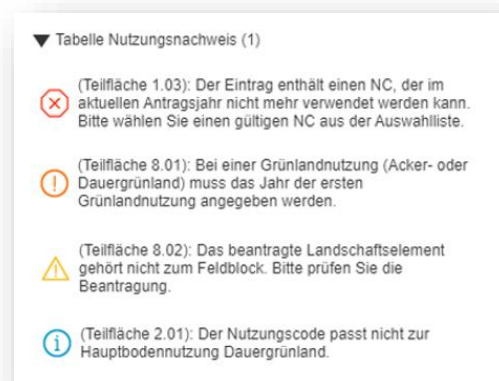 Tabelle Nutzungsnachweis (1)
(Teilfläche 1.03): Der Eintrag enthält einen NC, der im
aktuellen Antragsjahr nicht mehr verwendet werden kann.
Bitte wählen Sie einen gültigen NC aus der Auswahlliste.
(Teilfläche 8.01): Bei einer Grünlandnutzung (Acker- oder
Dauergrünland) muss das Jahr der ersten
Grünlandnutzung angegeben werden.
(Teilfläche 8.02): Das beantragte Landschaftselement
gehört nicht zum Feldblock. Bitte prüfen Sie die
Beantragung.
(Teilfläche 2.01): Der Nutzungscode passt nicht zur
Hauptbodennutzung Dauergrünland.